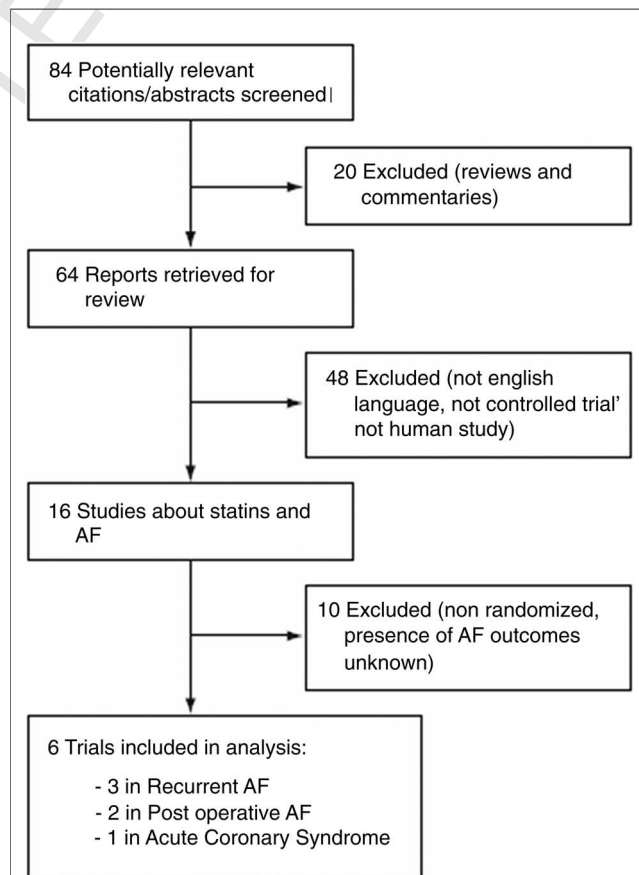 84 Potentially relevant
citations/abstracts screened
20 Excluded (reviews and
commentaries)
64 Reports retrieved for
review
48 Excluded (not english
language, not controlled trial'
not human study)
16 Studies about statins and
AF
10 Excluded (non randomized,
presence of AF outcomes
unknown)
6 Trials included in analysis:
- 3 in Recurrent AF
- 2 in Post operative AF
- 1 in Acute Coronary Syndrome